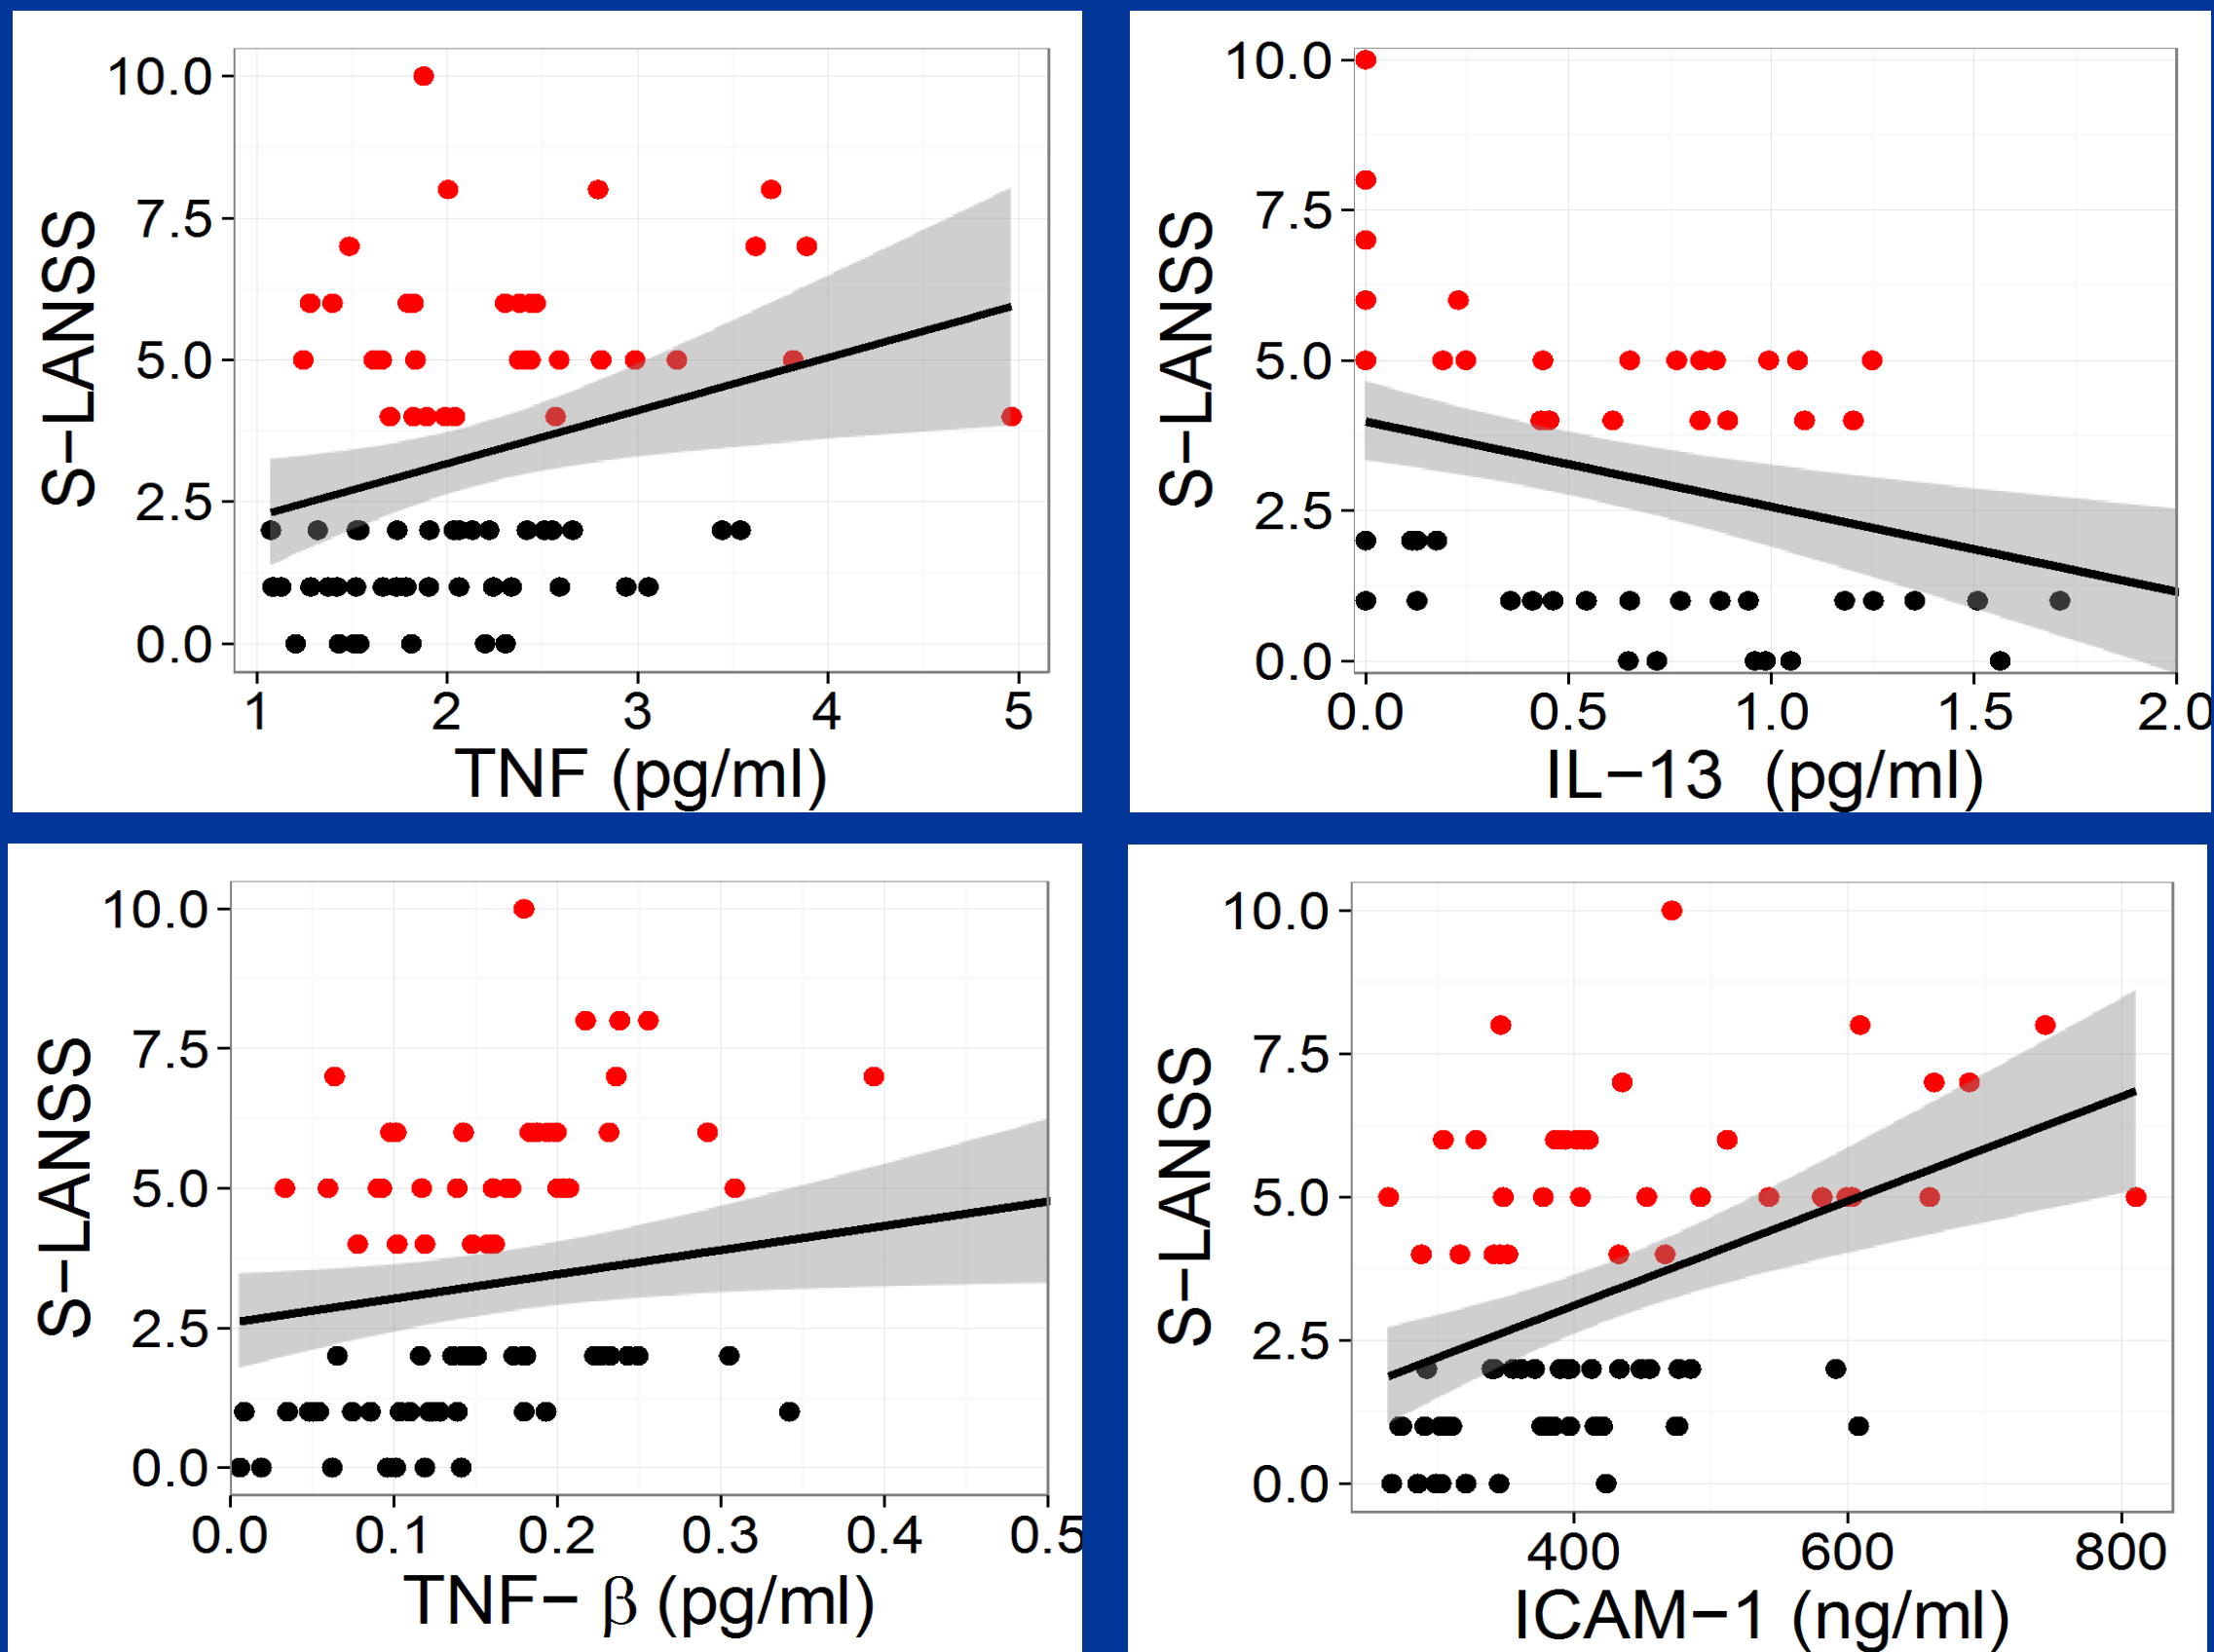 S−LANSS
10.0
7.5
5.0
2.5
0.0
1 2 3 4 5
TNF (pg/ml)
S−LANSS
10.0
7.5
5.0
2.5
0.0
0.0 0.5 1.0 1.5 2.0
IL−13 (pg/ml)
S−LANSS
10.0
7.5
5.0
2.5
0.0
0.0 0.1 0.2 0.3 0.4 0.5
TNF− β (pg/ml)
S−LANSS
10.0
7.5
5.0
2.5
0.0
400 600 800
ICAM−1 (ng/ml)